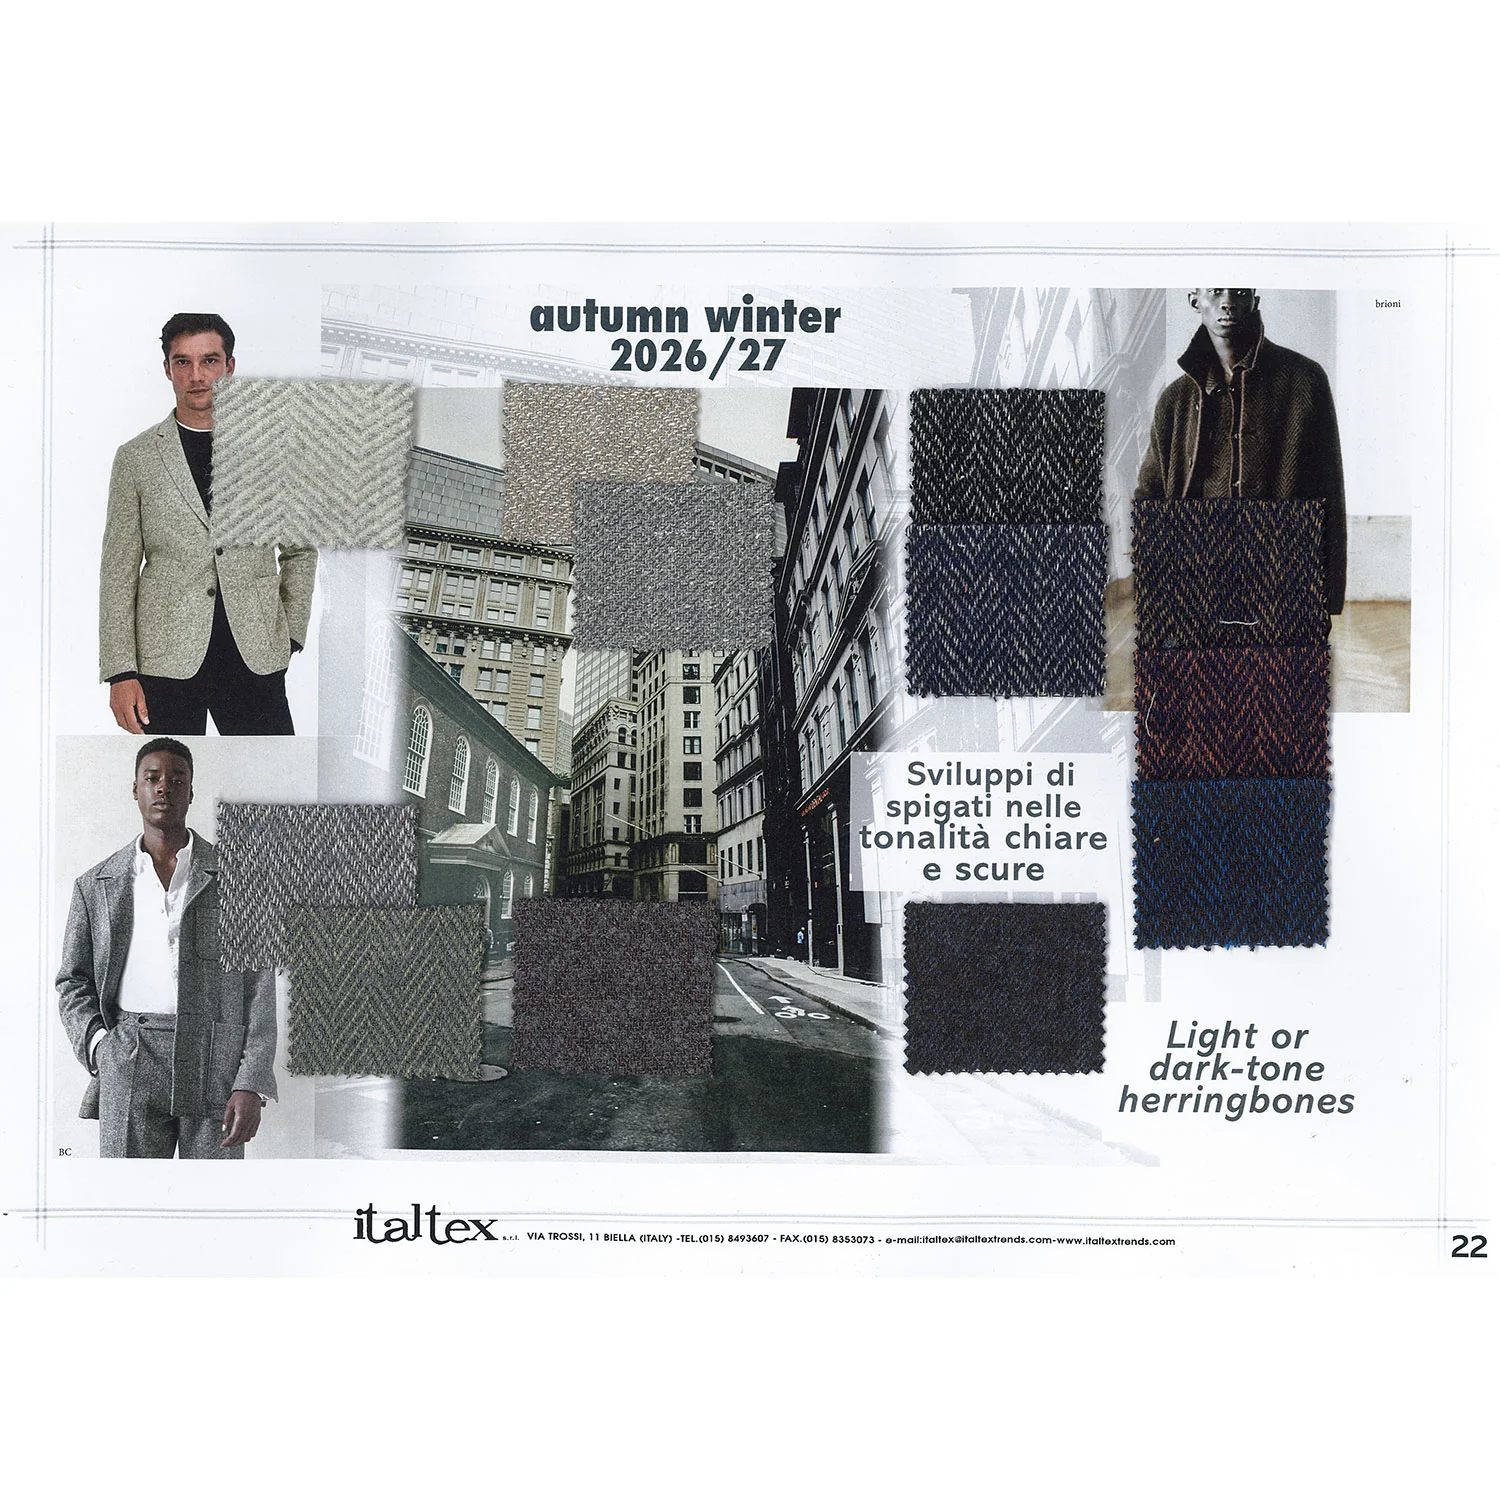 autumn winter
2026/27
brioni
Sviluppi di
spigati nelle
tonalità chiare
e scure
Light or
dark-tone
herringbones
BC
italtex s.r.l. VIA TROSSI, 11 BIELLA (ITALY) -TEL.(015) 8493607 - FAX.(015) 8353073 - e-mail:italtex@italtextrends.com-www.italtextrends.com
22